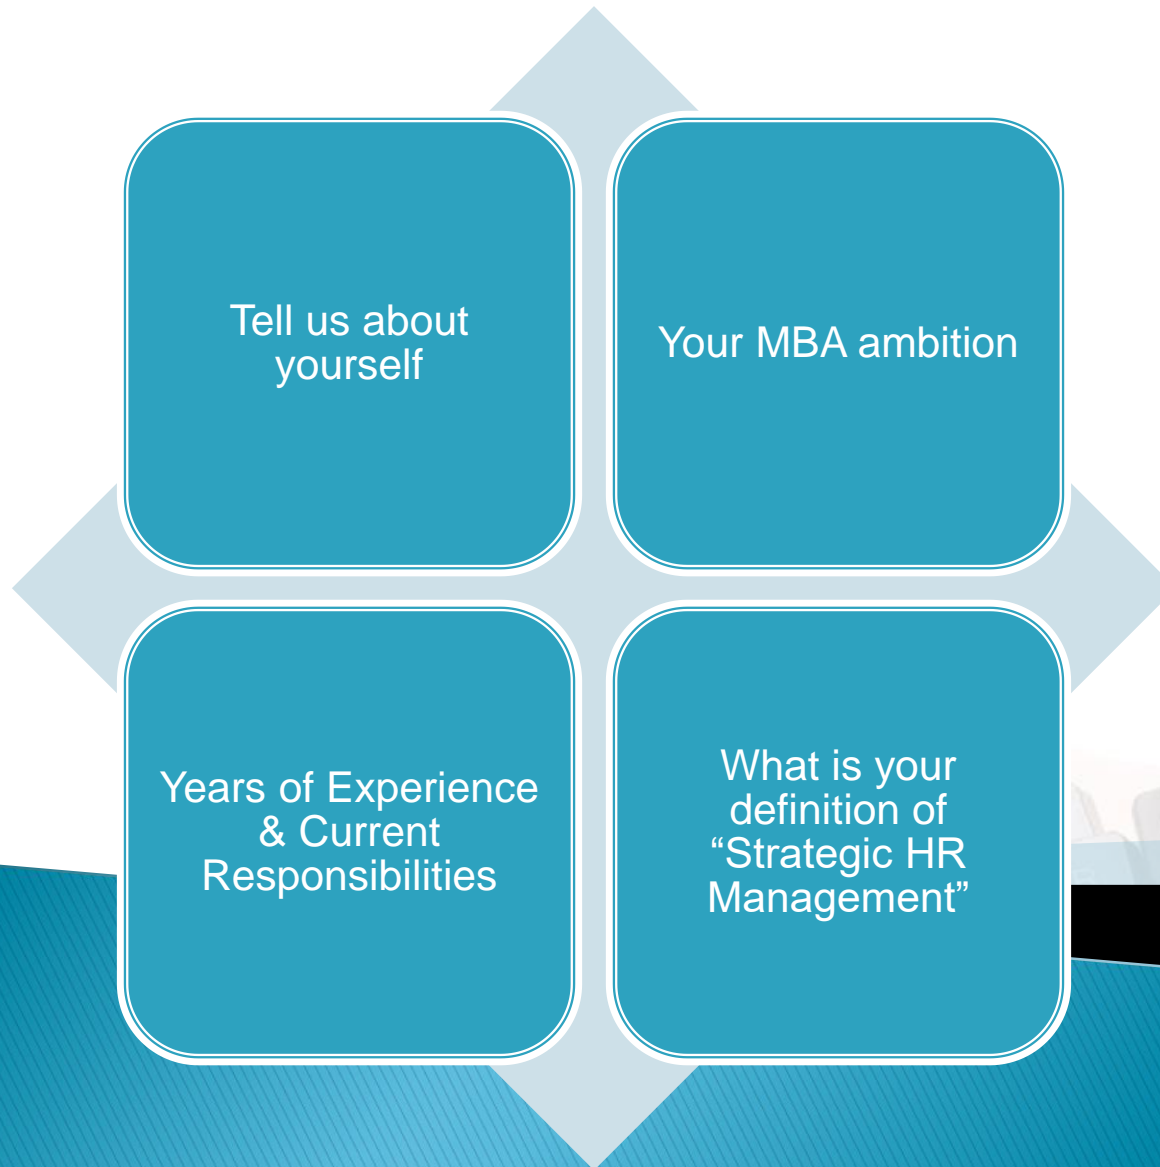 Tell us about
yourself
Your MBA ambition
Years of Experience
& Current
Responsibilities
What is your
definition of
“Strategic HR
Management”